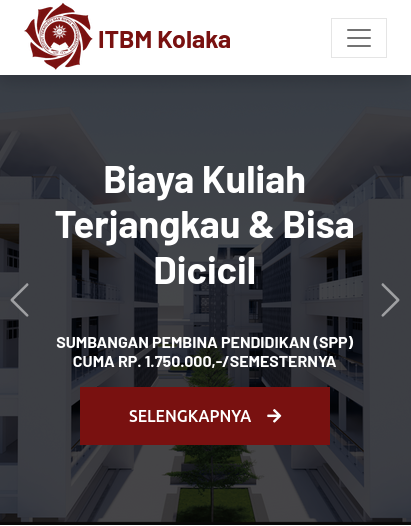 ITBM Kolaka
Biaya Kuliah
Terjangkau & Bisa
Dicicil
SUMBANGAN PEMBINA PENDIDIKAN (SPP)
CUMA RP. 1.750.000,-/SEMESTERNYA
SELENGKAPNYA